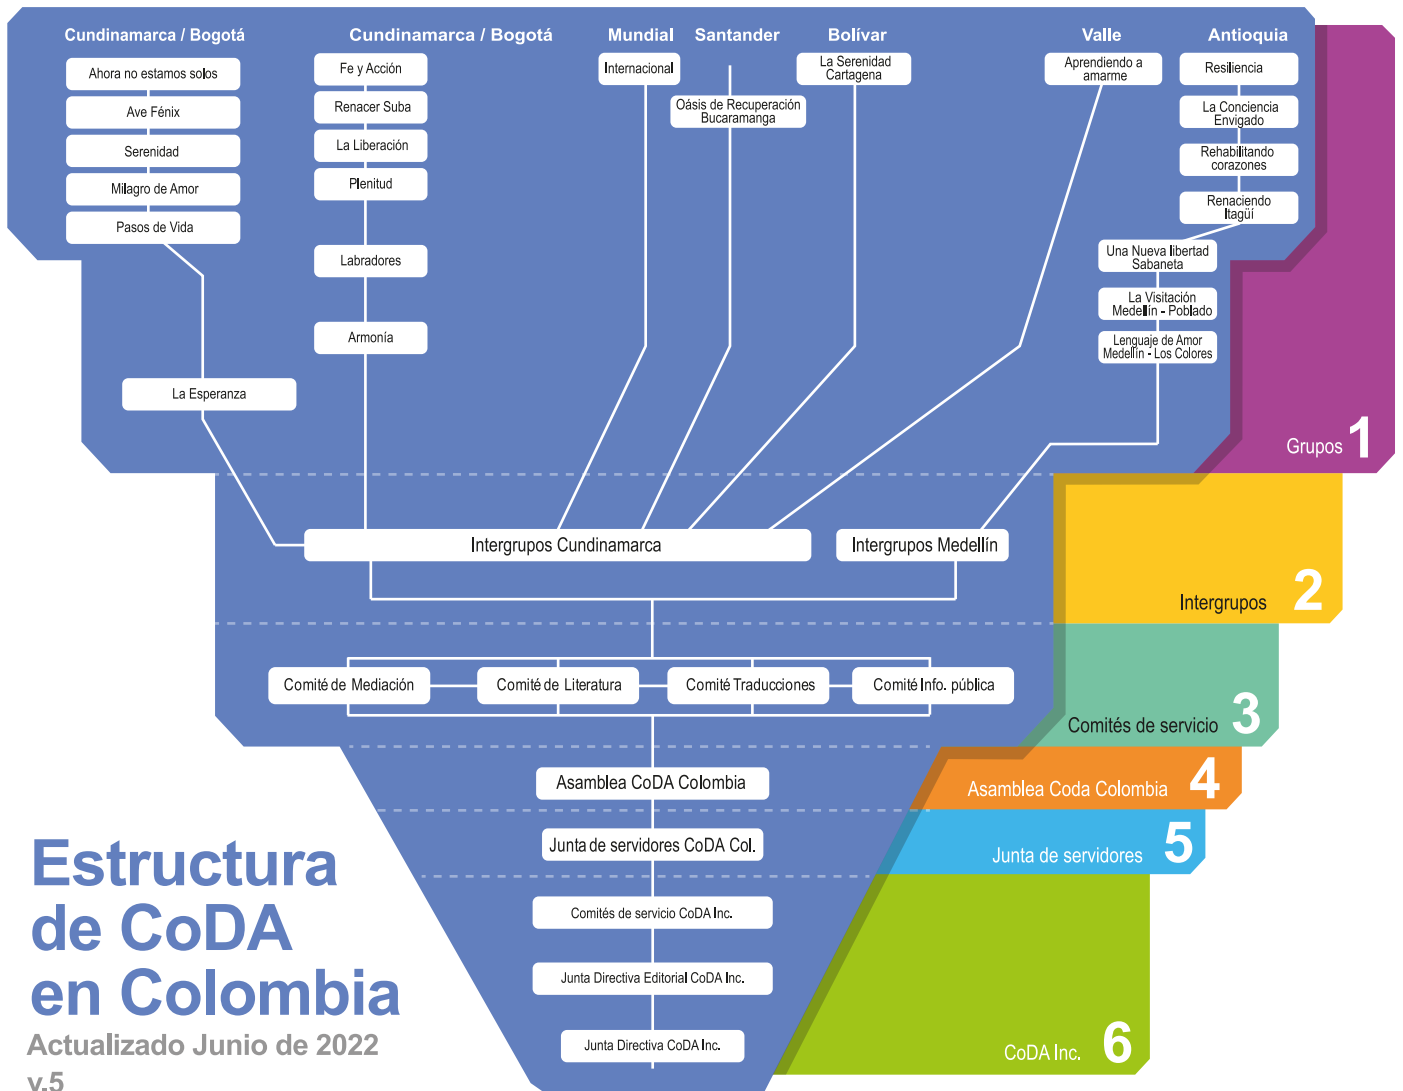 Cundinamarca / Bogotá
Ahora no estamos solos
Ave Fénix
Serenidad
Milagro de Amor
Pasos de Vida
La Esperanza
Cundinamarca / Bogotá
Fe y Acción
Renacer Suba
La Liberación
Plenitud
Labradores
Armonía
Mundial
Internacional
Santander
Oásis de Recuperación
Bucaramanga
Bolívar
La Serenidad
Cartagena
Valle
Aprendiendo a
amarme
Antioquia
Resiliencia
La Conciencia
Envigado
Rehabilitando
corazones
Renaciendo
Itagüí
Una Nueva libertad
Sabaneta
La Visitación
Medellín - Poblado
Lenguaje de Amor
Medellín - Los Colores
Grupos 1
Intergrupos Cundinamarca
Intergrupos Medellín
Intergrupos 2
Comité de Mediación
Comité de Literatura
Comité Traducciones
Comité Info. pública
Comités de servicio 3
Asamblea CoDA Colombia
Asamblea Coda Colombia 4
Junta de servidores CoDA Col.
Junta de servidores 5
Comités de servicio CoDA Inc.
Junta Directiva Editorial CoDA Inc.
Junta Directiva CoDA Inc.
CoDA Inc. 6
Estructura
de CoDA
en Colombia
Actualizado Junio de 2022
v.5